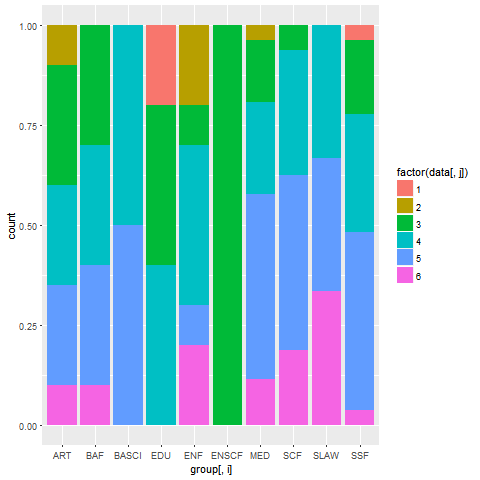 1.00
0.75
0.50
0.25
0.00
count
ART BAF BASCI EDU ENF ENSCF MED SCF SLAW SSF
group[, i]
factor(data[, j])
1
2
3
4
5
6